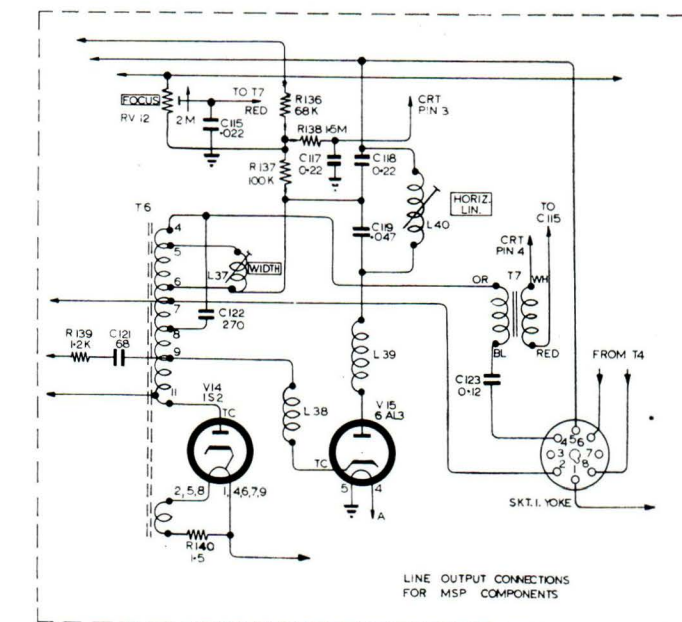 FOCUS
RV 12
2 M
TO T7
RED
C115
·022
R136
68K
R138 1·5M
CRT
PIN 3
C117
0·22
C118
0·22
R137
100K
HORIZ.
LIN.
L40
C119
·047
T6
4
5
6
7
8
9
11
L37
WIDTH
C122
270
TO
C115
CRT
PIN 4
T7
OR
WH
BL
RED
R139
1·2K
C121
68
L39
L38
FROM T4
C123
0·12
V14
1S2
TC
V15
6AL3
TC
5
4
A
4 5 6
3 7
2 1 8
SKT. 1. YOKE
2,5,8
1,4,6,7,9
R140
1·5
LINE OUTPUT CONNECTIONS
FOR MSP COMPONENTS